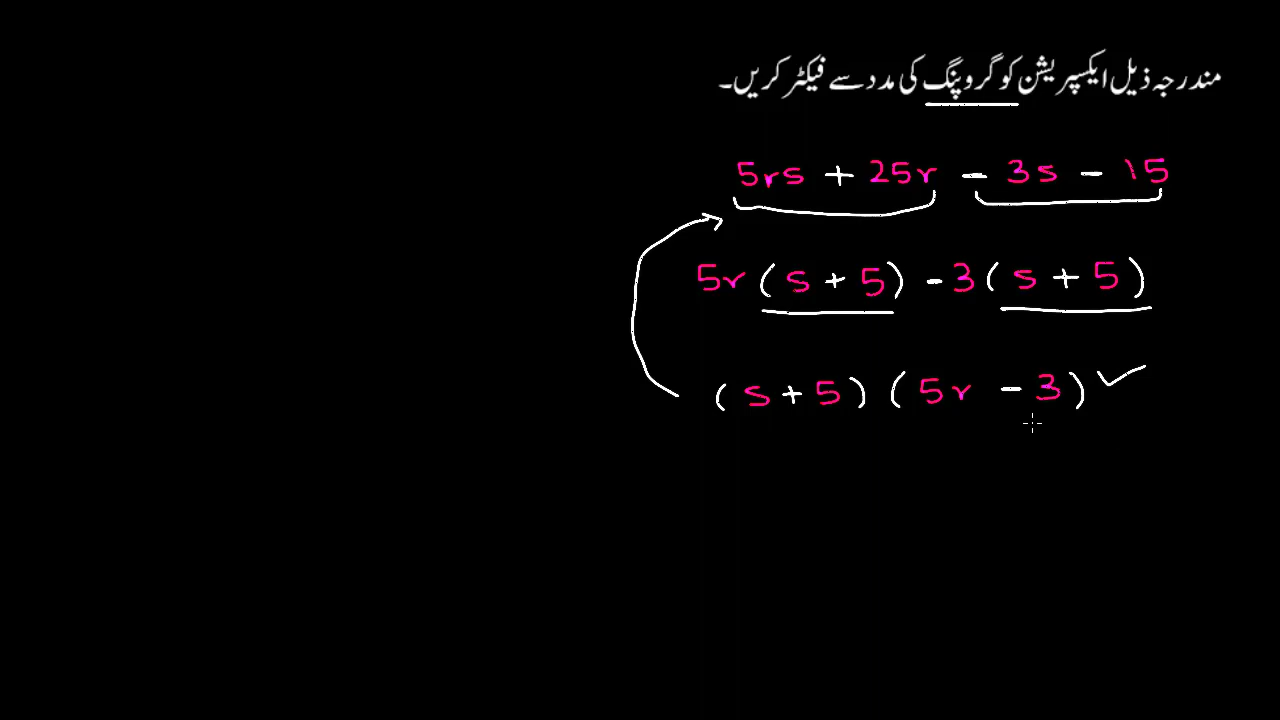 مندرجہ ذیل ایکسپریشن کو گروپنگ کی مدد سے فیکٹر کریں۔
5rs + 25r - 3s - 15
5r (s + 5) - 3 (s + 5)
(s + 5) (5r - 3) ✓